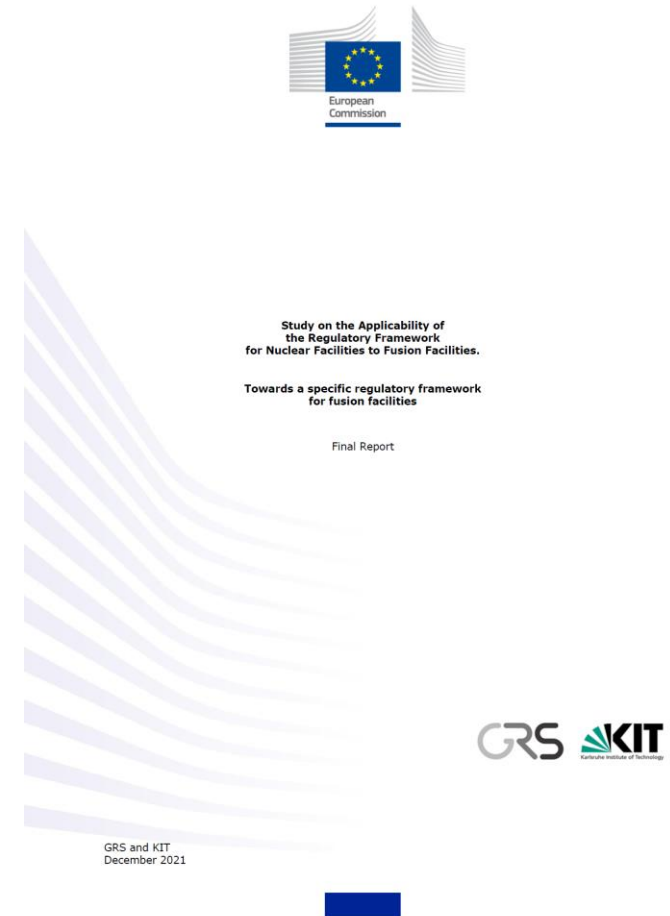 European
Commission
Study on the Applicability of
the Regulatory Framework
for Nuclear Facilities to Fusion Facilities.
Towards a specific regulatory framework
for fusion facilities
Final Report
GRS
KIT
Karlsruhe Institute of Technology
GRS and KIT
December 2021